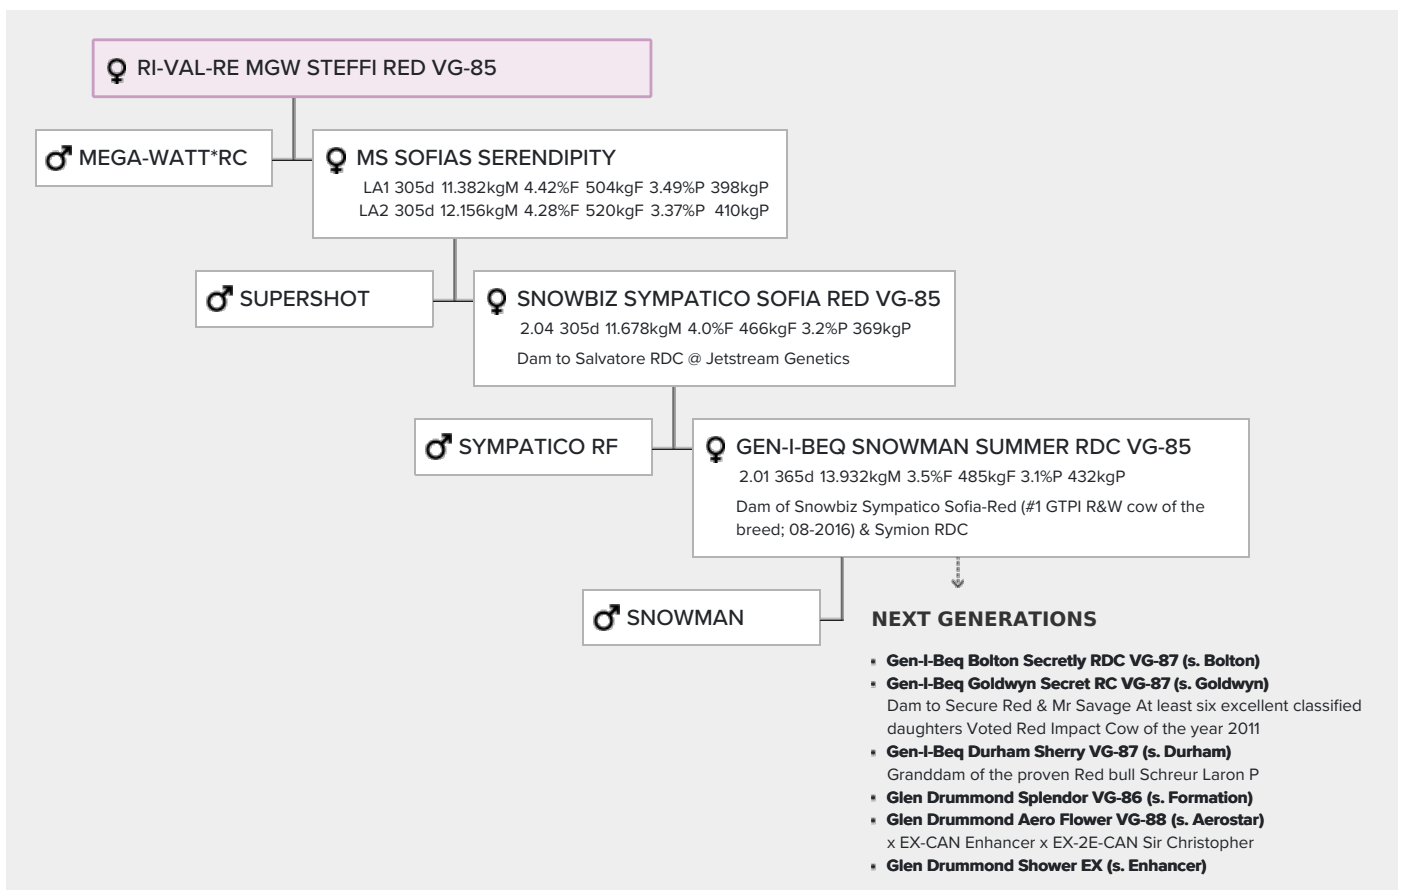 RI-VAL-RE MGW STEFFI RED VG-85
MEGA-WATT*RC
MS SOFIAS SERENDIPITY
LA1 305d 11.382kgM 4.42%F 504kgF 3.49%P 398kgP
LA2 305d 12.156kgM 4.28%F 520kgF 3.37%P 410kgP
SUPERSHOT
SNOWBIZ SYMPATICO SOFIA RED VG-85
2.04 305d 11.678kgM 4.0%F 466kgF 3.2%P 369kgP
Dam to Salvatore RDC @ Jetstream Genetics
SYMPATICO RF
GEN-I-BEQ SNOWMAN SUMMER RDC VG-85
2.01 365d 13.932kgM 3.5%F 485kgF 3.1%P 432kgP
Dam of Snowbiz Sympatico Sofia-Red (#1 GTPI R&W cow of the
breed; 08-2016) & Symion RDC
SNOWMAN
NEXT GENERATIONS
Gen-I-Beq Bolton Secretly RDC VG-87 (s. Bolton)
Gen-I-Beq Goldwyn Secret RC VG-87 (s. Goldwyn)
Dam to Secure Red & Mr Savage At least six excellent classified
daughters Voted Red Impact Cow of the year 2011
Gen-I-Beq Durham Sherry VG-87 (s. Durham)
Granddam of the proven Red bull Schreur Laron P
Glen Drummond Splendor VG-86 (s. Formation)
Glen Drummond Aero Flower VG-88 (s. Aerostar)
x EX-CAN Enhancer x EX-2E-CAN Sir Christopher
Glen Drummond Shower EX (s. Enhancer)